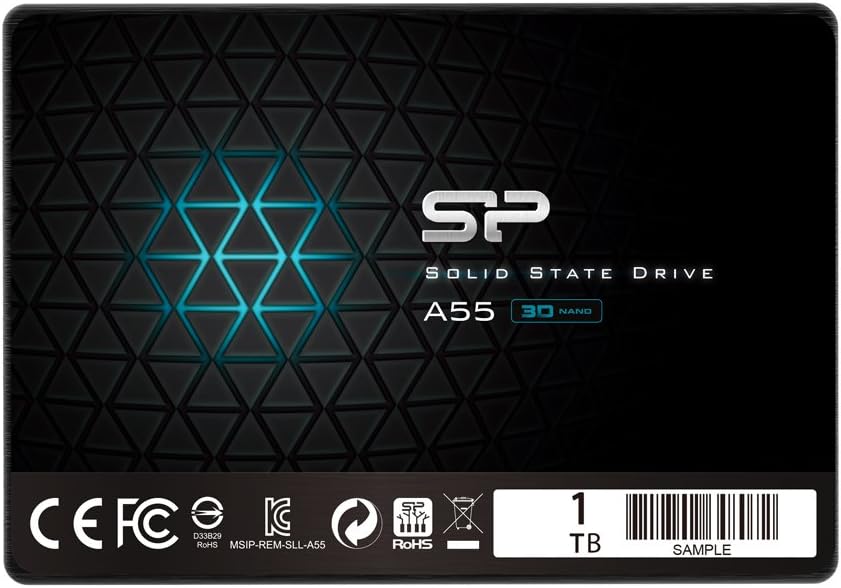 SP
SOLID STATE DRIVE
A55 3D NAND
CE FC D33B29 RoHS MSIP-REM-SLL-A55 SP RoHS
1 TB
SAMPLE